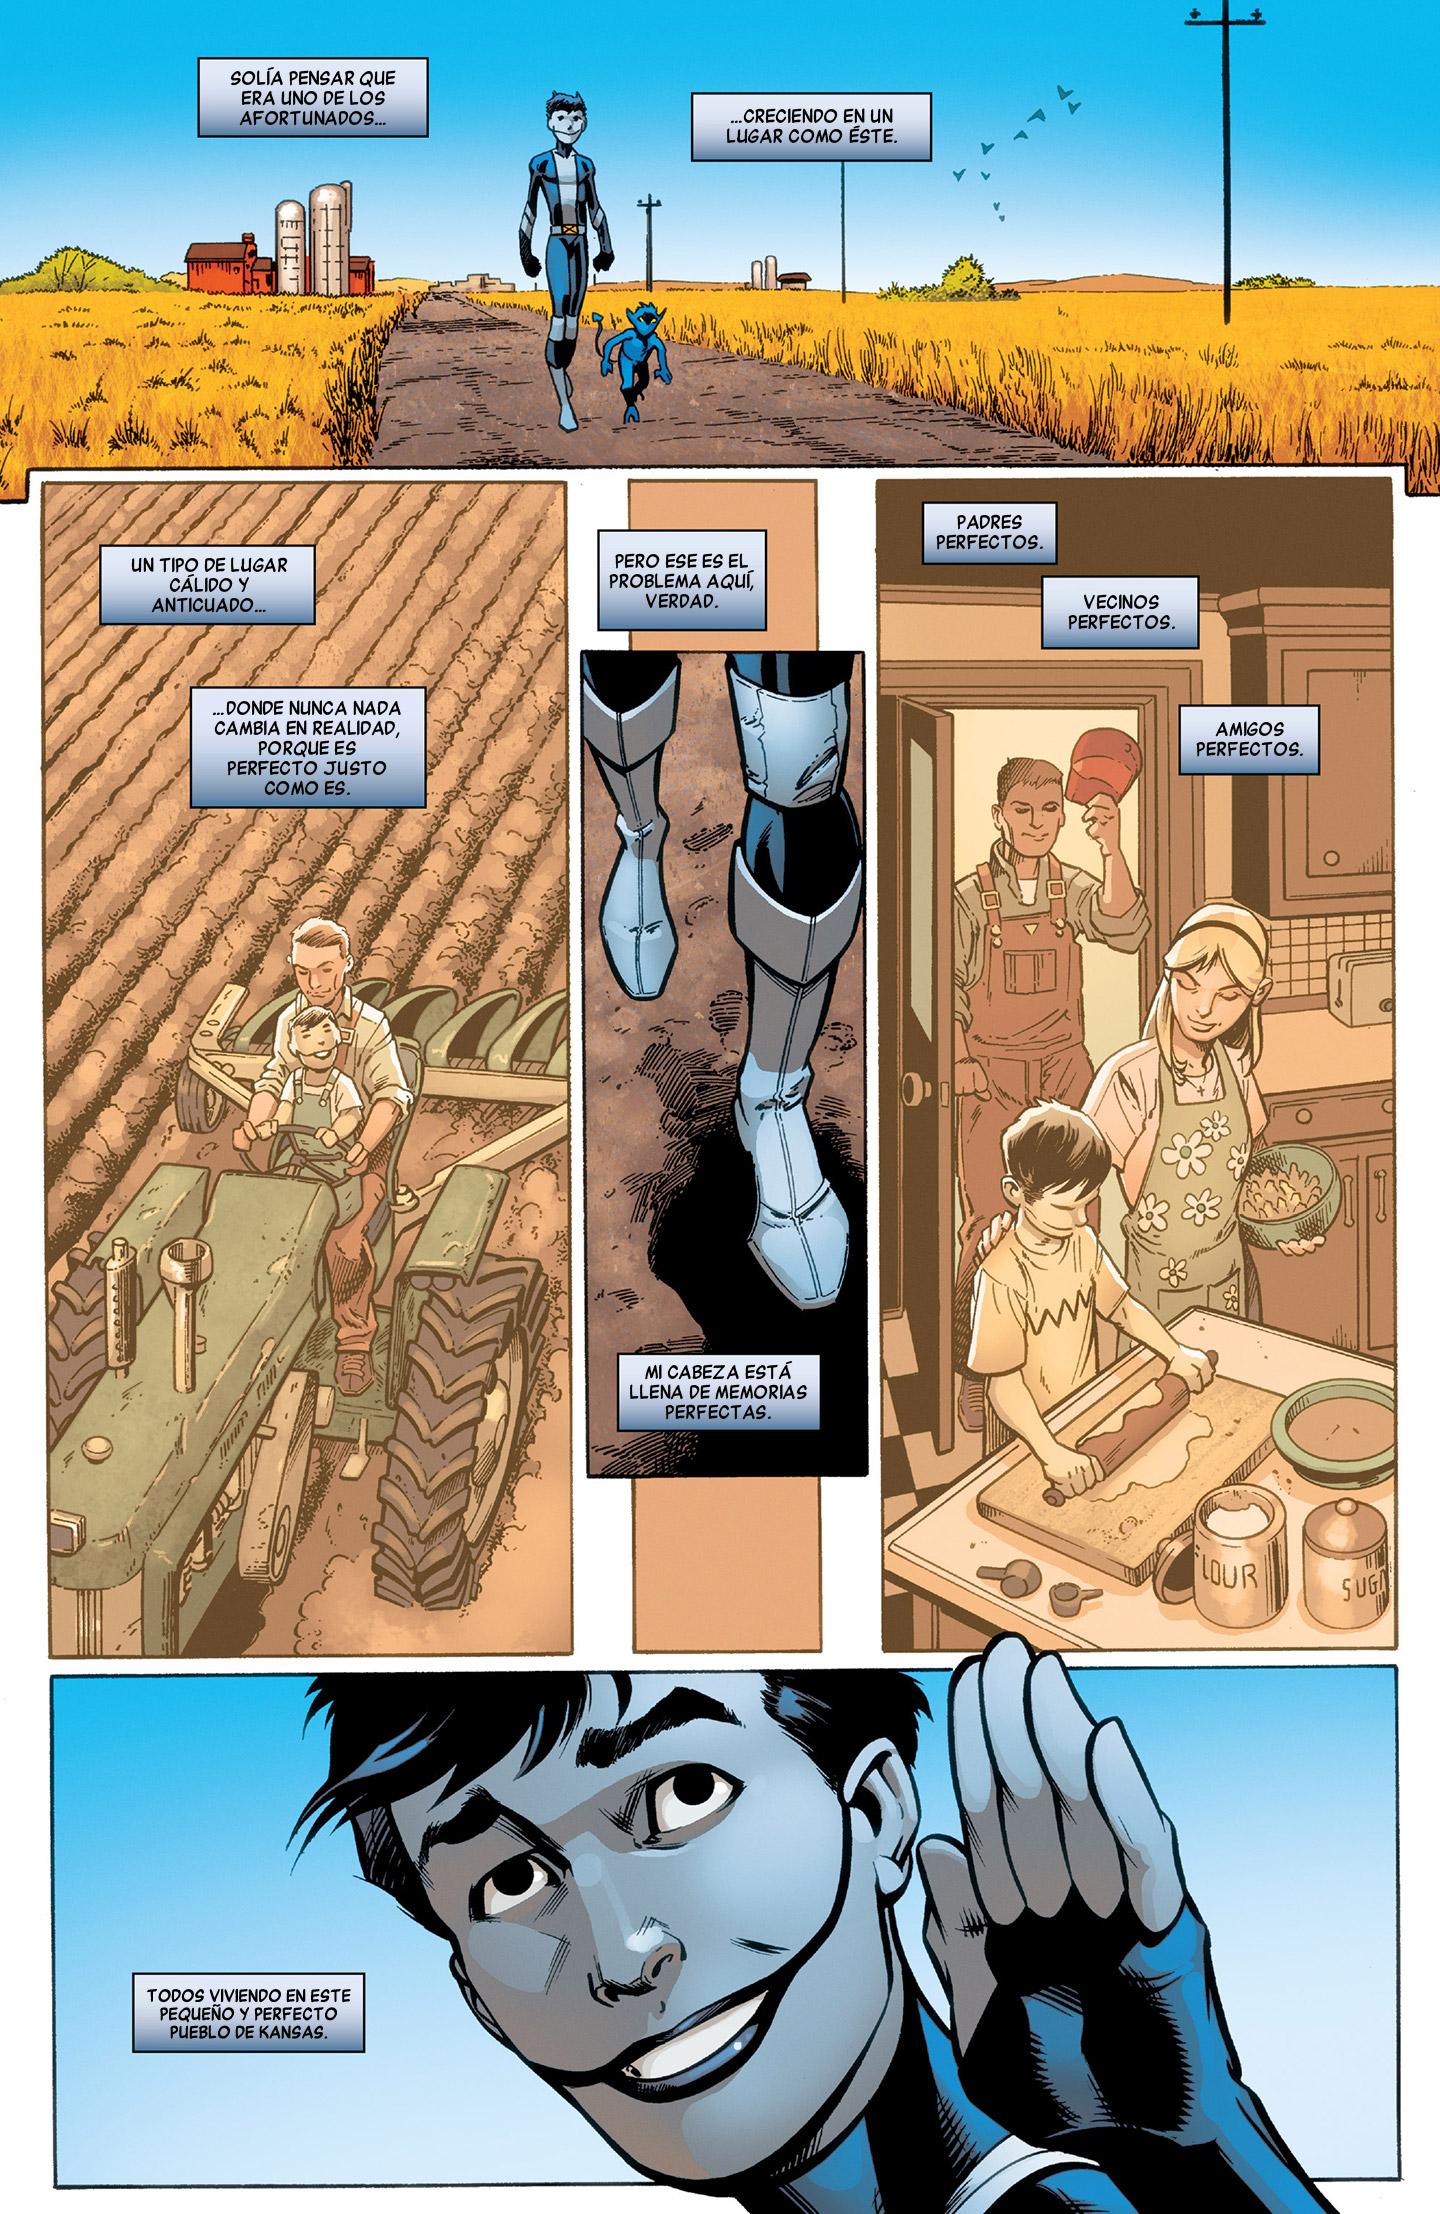 SOLÍA PENSAR QUE
ERA UNO DE LOS
AFORTUNADOS...
...CRECIENDO EN UN
LUGAR COMO ÉSTE.
UN TIPO DE LUGAR
CÁLIDO Y
ANTICUADO...
...DONDE NUNCA NADA
CAMBIA EN REALIDAD,
PORQUE ES
PERFECTO JUSTO
COMO ES.
PERO ESE ES EL
PROBLEMA AQUÍ,
VERDAD.
MI CABEZA ESTÁ
LLENA DE MEMORIAS
PERFECTAS.
PADRES
PERFECTOS.
VECINOS
PERFECTOS.
AMIGOS
PERFECTOS.
FLOUR
SUGA
TODOS VIVIENDO EN ESTE
PEQUEÑO Y PERFECTO
PUEBLO DE KANSAS.